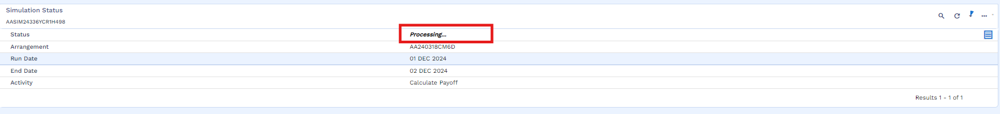 Simulation Status
AASIM24336YCR1H498
Status Processing...
Arrangement AA240318CM6D
Run Date 01 DEC 2024
End Date 02 DEC 2024
Activity Calculate Payoff
Results 1 - 1 of 1